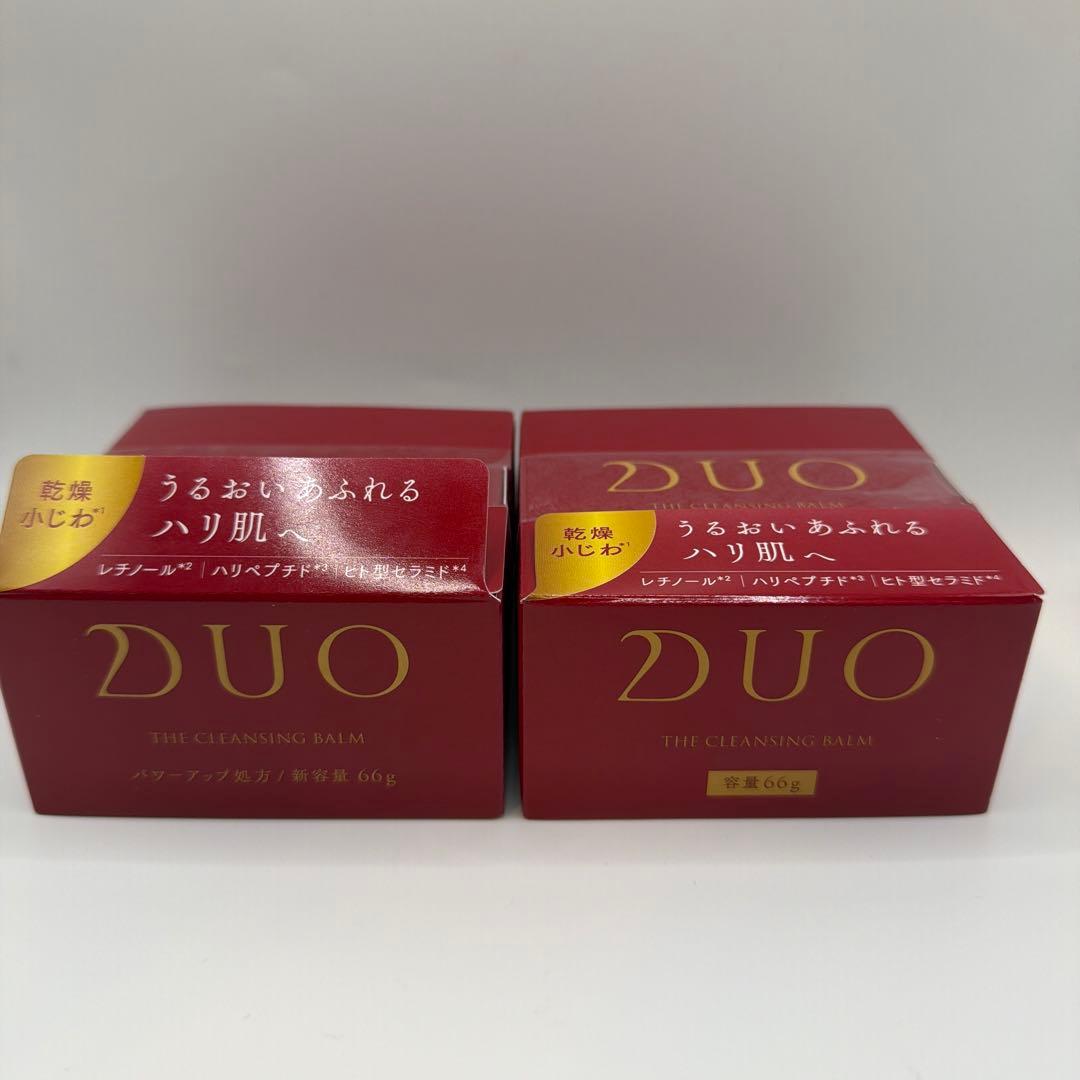 乾燥
小じわ*1
うるおいあふれる
ハリ肌へ
レチノール*2 | ハリペプチド*3 | ヒト型セラミド*4
DUO
THE CLEANSING BALM
パワーアップ処方 / 新容量 66g
DUO
THE CLEANSING BALM
乾燥
小じわ*1
うるおいあふれる
ハリ肌へ
レチノール*2 | ハリペプチド*3 | ヒト型セラミド*4
DUO
THE CLEANSING BALM
容量66g